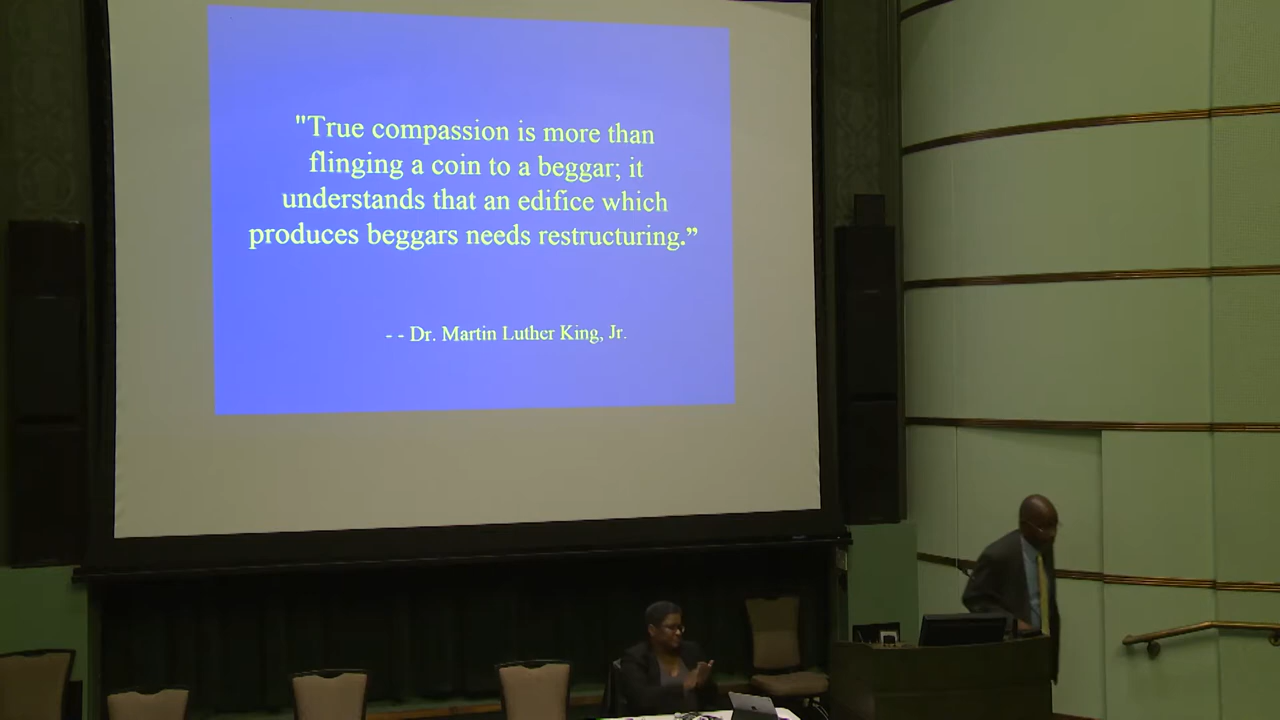 "True compassion is more than
flinging a coin to a beggar; it
understands that an edifice which
produces beggars needs restructuring.”
- - Dr. Martin Luther King, Jr.